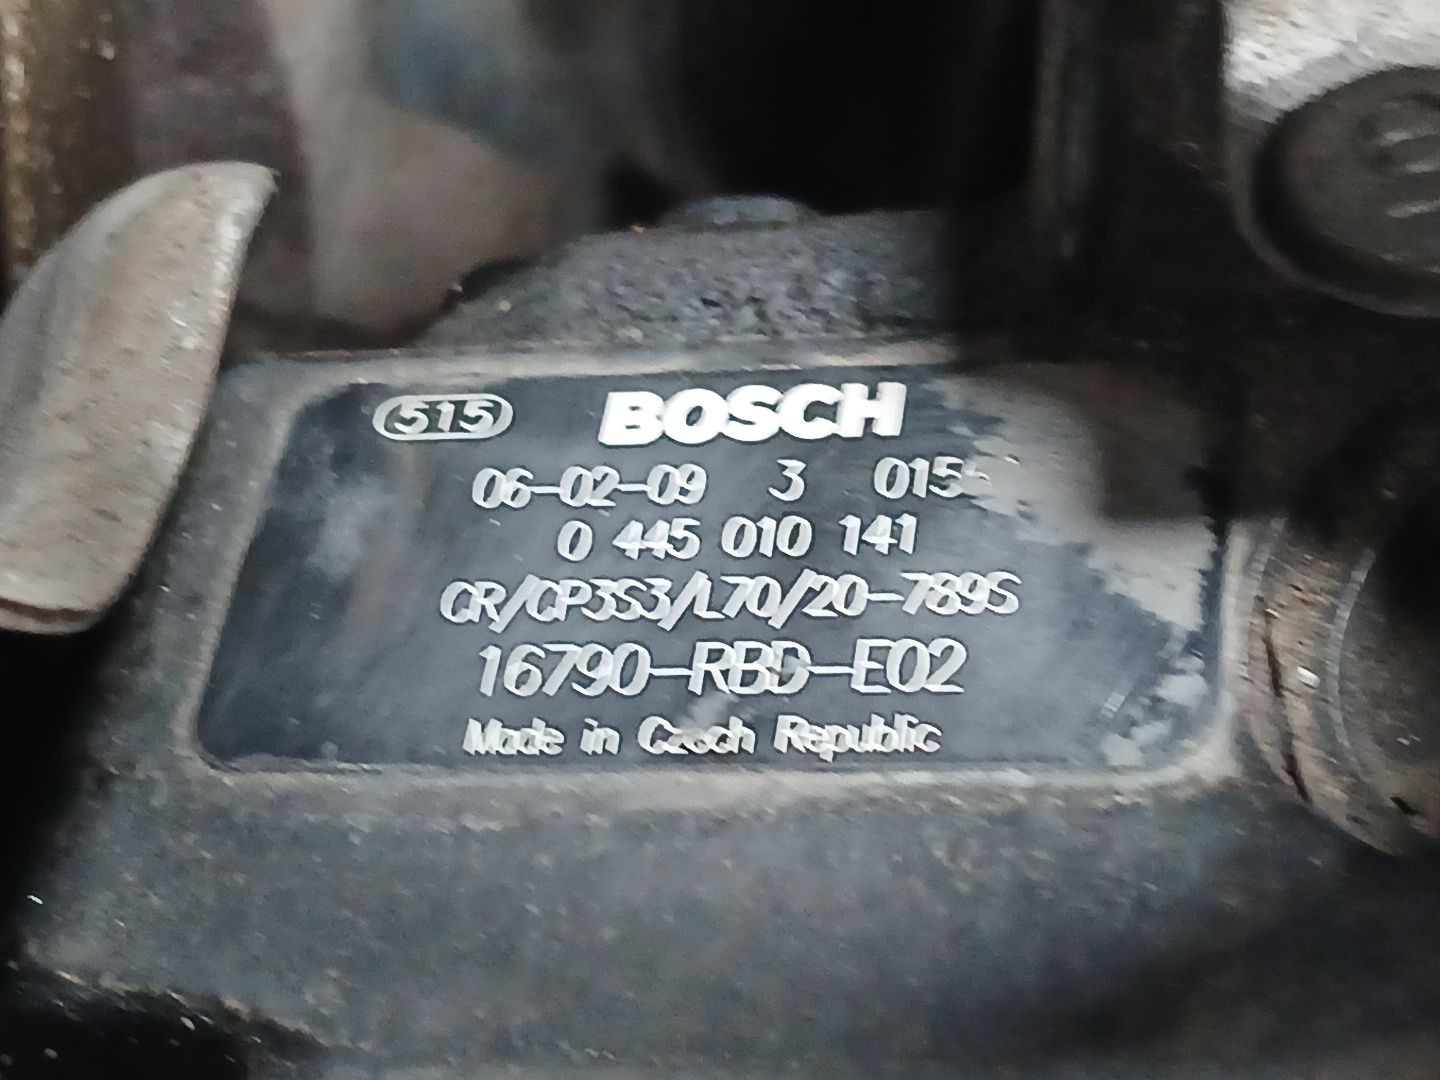 515 BOSCH
06-02-09 3 015
0 445 010 141
CR/CP3S3/L70/20-789S
16790-RBD-E02
Made in Czech Republic